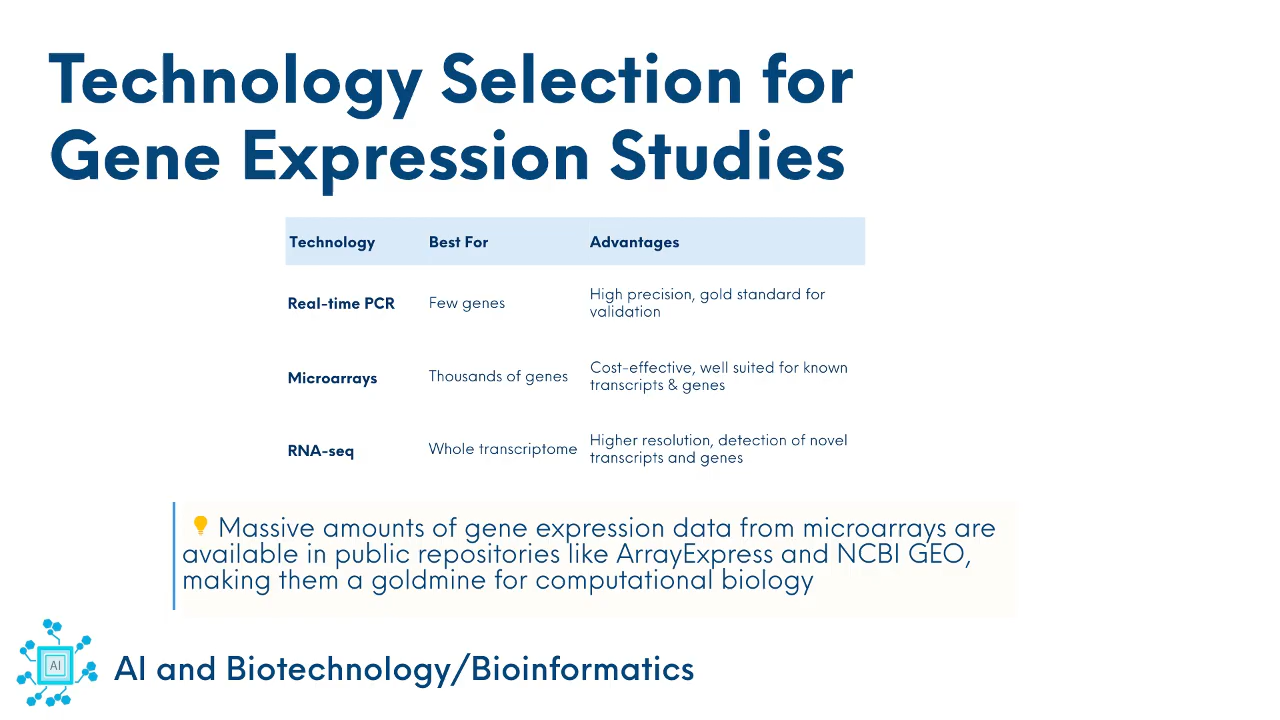 Technology Selection for
Gene Expression Studies
Technology Best For Advantages
Real-time PCR Few genes High precision, gold standard for
validation
Microarrays Thousands of genes Cost-effective, well suited for known
transcripts & genes
RNA-seq Whole transcriptome Higher resolution, detection of novel
transcripts and genes
Massive amounts of gene expression data from microarrays are
available in public repositories like ArrayExpress and NCBI GEO,
making them a goldmine for computational biology
AI
AI and Biotechnology/Bioinformatics